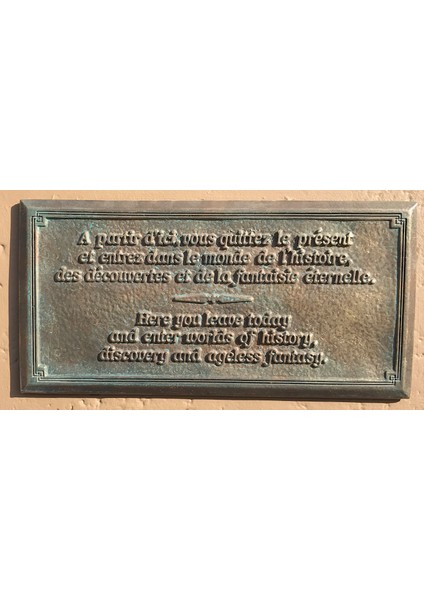 A partir d'ici, vous quittez le présent
et entrez dans le monde de l'histoire,
des découvertes et de la fantaisie éternelle.
Here you leave today
and enter worlds of history,
discovery and ageless fantasy.